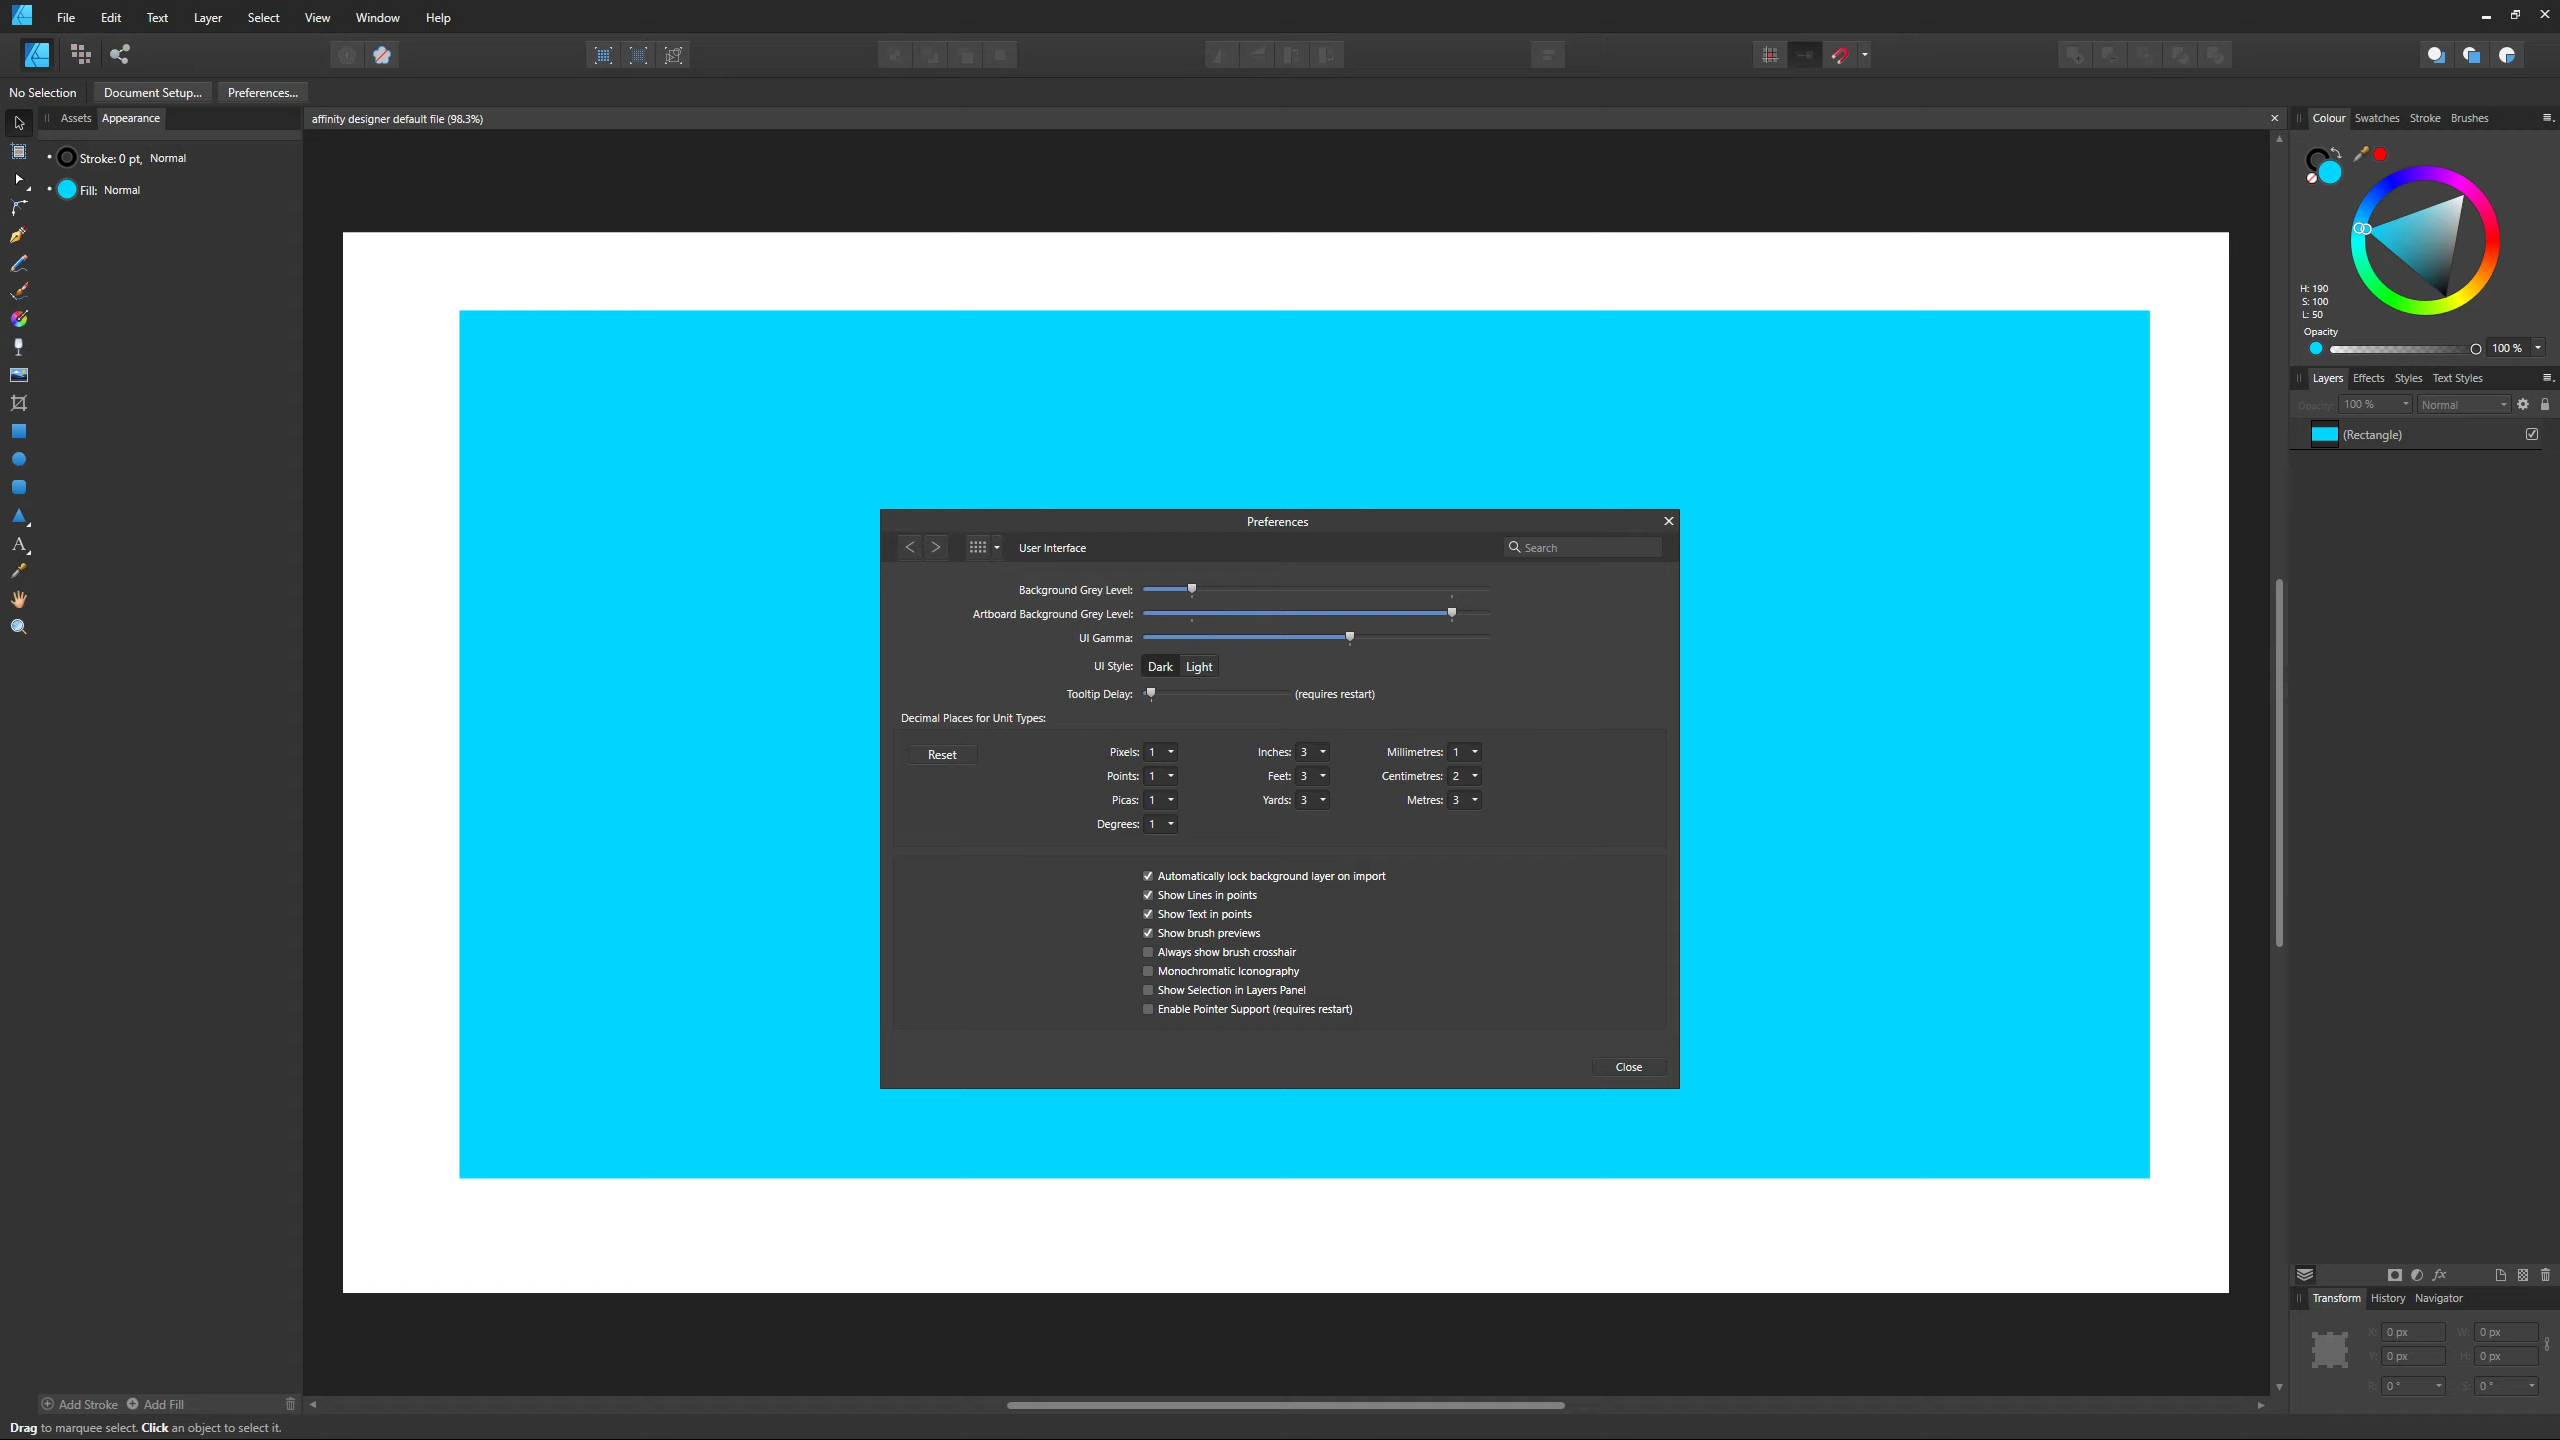 File Edit Text Layer Select View Window Help
No Selection Document Setup... Preferences...
Assets Appearance
affinity designer default file (98.3%)
Colour Swatches Stroke Brushes
Stroke: 0 pt, Normal
Fill: Normal
H: 190
S: 100
L: 50
Opacity
100 %
Layers Effects Styles Text Styles
Opacity: 100 % Normal
(Rectangle)
Preferences
User Interface Search
Background Grey Level:
Artboard Background Grey Level:
UI Gamma:
UI Style: Dark Light
Tooltip Delay: (requires restart)
Decimal Places for Unit Types:
Reset Pixels: 1 Inches: 3 Millimetres: 1
Points: 1 Feet: 3 Centimetres: 2
Picas: 1 Yards: 3 Metres: 3
Degrees: 1
Automatically lock background layer on import
Show Lines in points
Show Text in points
Show brush previews
Always show brush crosshair
Monochromatic Iconography
Show Selection in Layers Panel
Enable Pointer Support (requires restart)
Close
fx
Transform History Navigator
X: 0 px W: 0 px
Y: 0 px H: 0 px
R: 0 ° S: 0 °
Add Stroke Add Fill
Drag to marquee select. Click an object to select it.